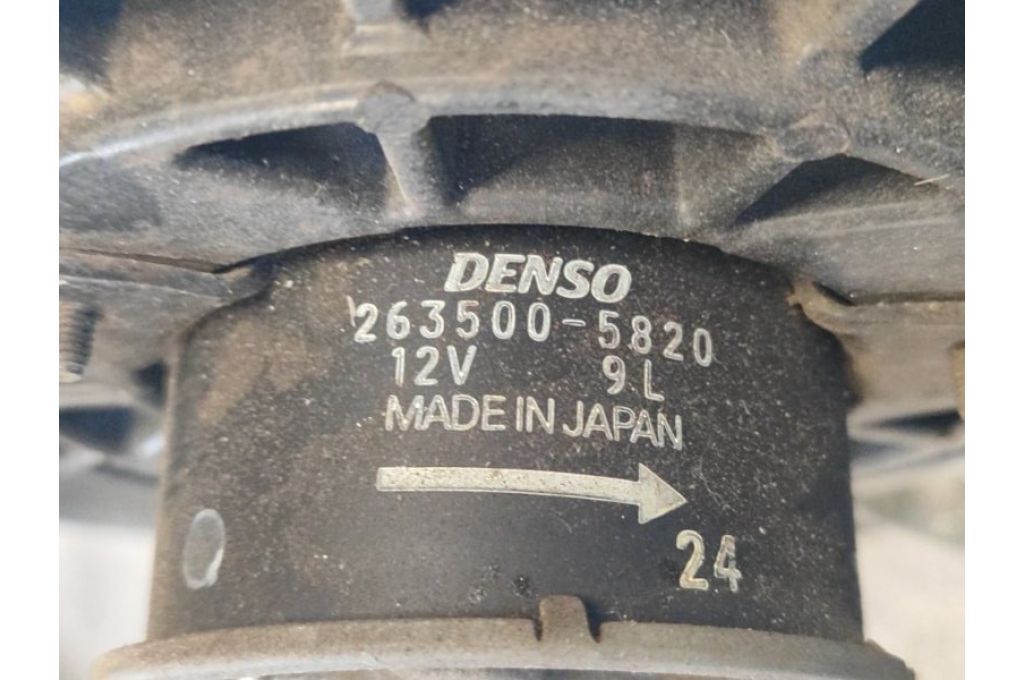 DENSO
263500-5820
12V 9L
MADE IN JAPAN
24